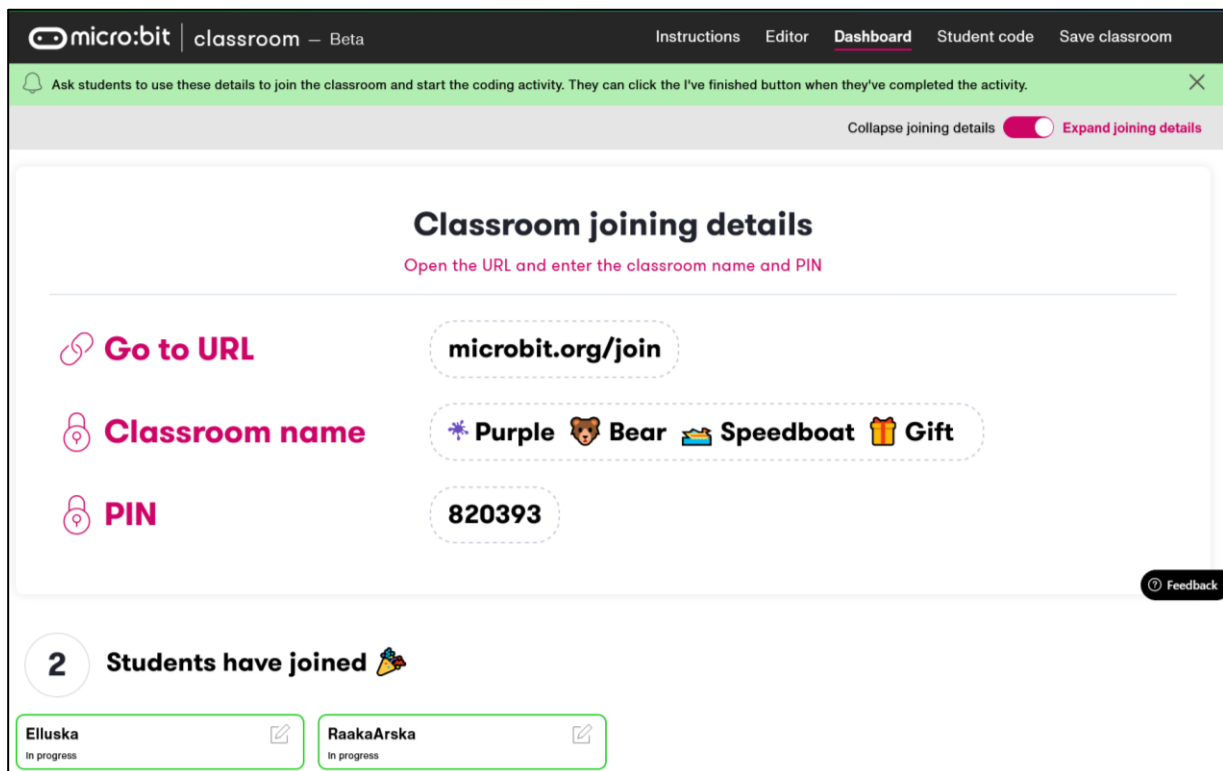 micro:bit | classroom – Beta Instructions Editor Dashboard Student code Save classroom
Ask students to use these details to join the classroom and start the coding activity. They can click the I've finished button when they've completed the activity.
Collapse joining details Expand joining details
Classroom joining details
Open the URL and enter the classroom name and PIN
Go to URL microbit.org/join
Classroom name Purple Bear Speedboat Gift
PIN 820393
Feedback
2 Students have joined
Elluska RaakaArska
In progress In progress